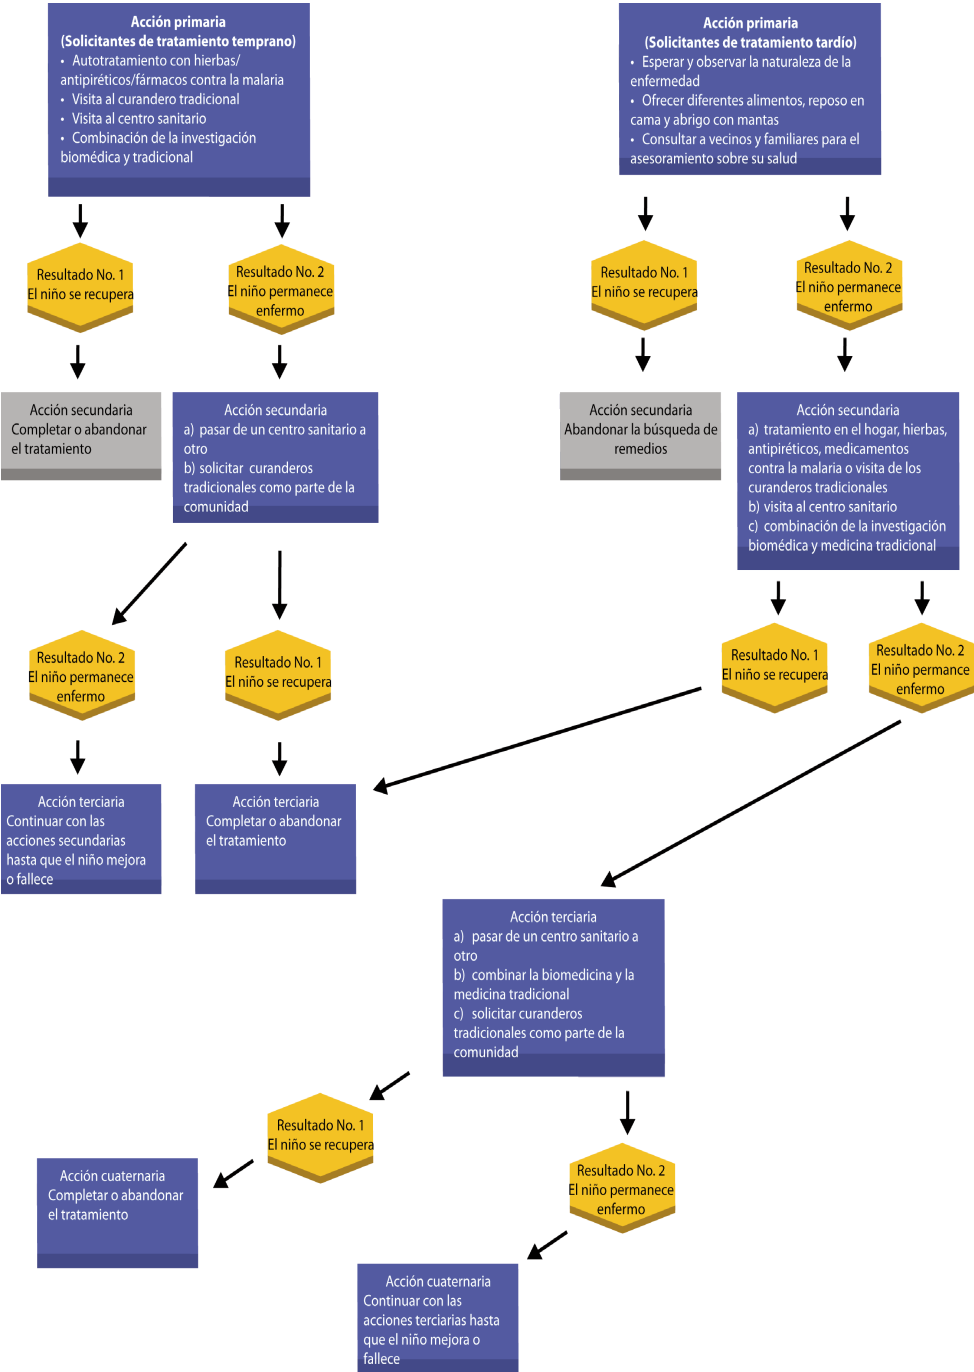 Acción primaria
(Solicitantes de tratamiento temprano)
• Autotratamiento con hierbas/
antipiréticos/fármacos contra la malaria
• Visita al curandero tradicional
• Visita al centro sanitario
• Combinación de la investigación
biomédica y tradicional
Acción primaria
(Solicitantes de tratamiento tardío)
• Esperar y observar la naturaleza de la
enfermedad
• Ofrecer diferentes alimentos, reposo en
cama y abrigo con mantas
• Consultar a vecinos y familiares para el
asesoramiento sobre su salud
Resultado No. 1
El niño se recupera
Resultado No. 2
El niño permanece
enfermo
Resultado No. 1
El niño se recupera
Resultado No. 2
El niño permanece
enfermo
Acción secundaria
Completar o abandonar
el tratamiento
Acción secundaria
a) pasar de un centro sanitario a
otro
b) solicitar curanderos
tradicionales como parte de la
comunidad
Acción secundaria
Abandonar la búsqueda de
remedios
Acción secundaria
a) tratamiento en el hogar, hierbas,
antipiréticos, medicamentos
contra la malaria o visita de los
curanderos tradicionales
b) visita al centro sanitario
c) combinación de la investigación
biomédica y medicina tradicional
Resultado No. 2
El niño permanece
enfermo
Resultado No. 1
El niño se recupera
Resultado No. 1
El niño se recupera
Resultado No. 2
El niño permance
enfermo
Acción terciaria
Continuar con las
acciones secundarias
hasta que el niño mejora
o fallece
Acción terciaria
Completar o abandonar
el tratamiento
Acción terciaria
a) pasar de un centro sanitario a
otro
b) combinar la biomedicina y la
medicina tradicional
c) solicitar curanderos
tradicionales como parte de la
comunidad
Resultado No. 1
El niño se recupera
Resultado No. 2
El niño permanece
enfermo
Acción cuaternaria
Completar o abandonar
el tratamiento
Acción cuaternaria
Continuar con las
acciones terciarias hasta
que el niño mejora o
fallece